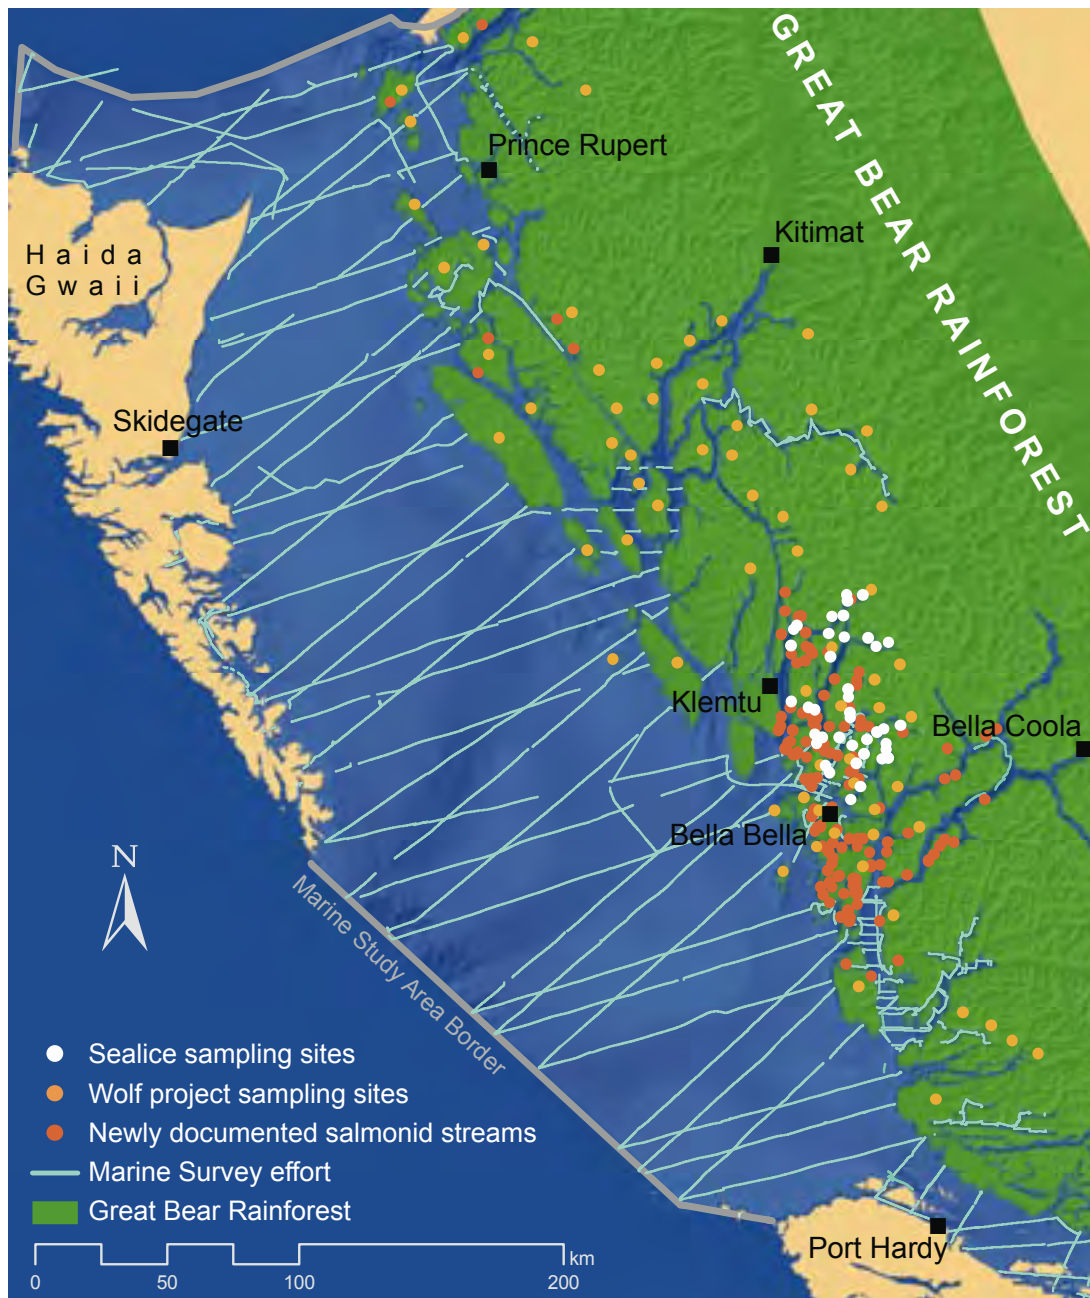 GREAT BEAR RAINFOREST
Prince Rupert
Kitimat
Haida
Gwaii
Skidegate
Klemtu
Bella Coola
Bella Bella
N
Marine Study Area Border
Sealice sampling sites
Wolf project sampling sites
Newly documented salmonid streams
Marine Survey effort
Great Bear Rainforest
Port Hardy
km
0 50 100 200